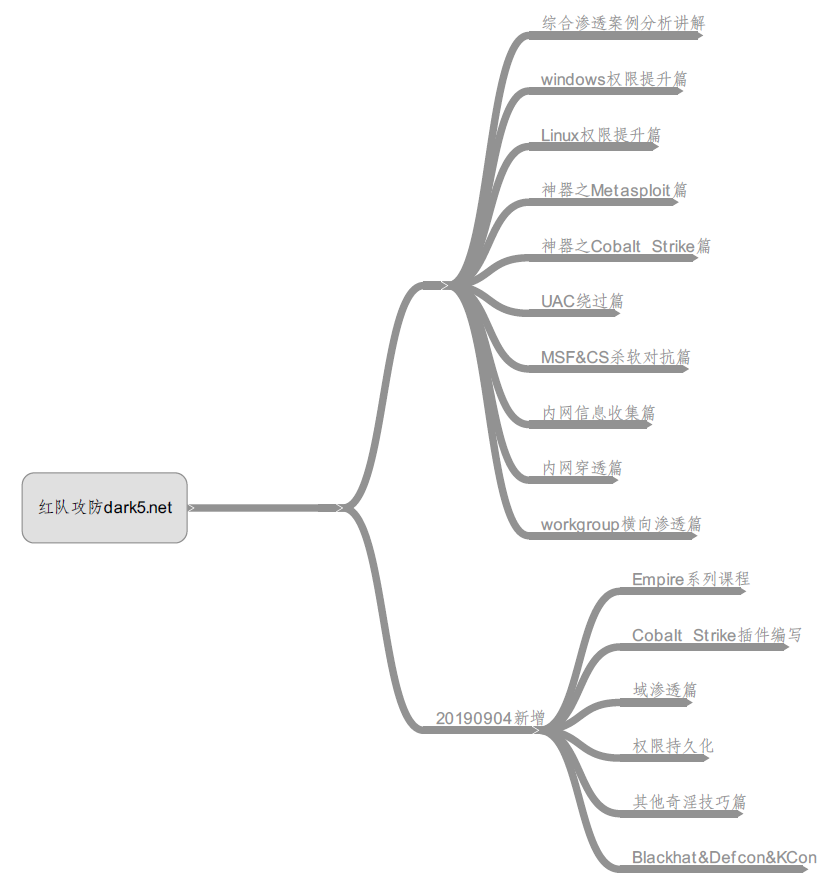 综合渗透案例分析讲解
windows权限提升篇
Linux权限提升篇
神器之Metasploit篇
神器之Cobalt Strike篇
UAC绕过篇
MSF&CS杀软对抗篇
内网信息收集篇
内网穿透篇
红队攻防dark5.net
workgroup横向渗透篇
Empire系列课程
Cobalt Strike插件编写
域渗透篇
20190904新增
权限持久化
其他奇淫技巧篇
Blackhat&Defcon&KCon